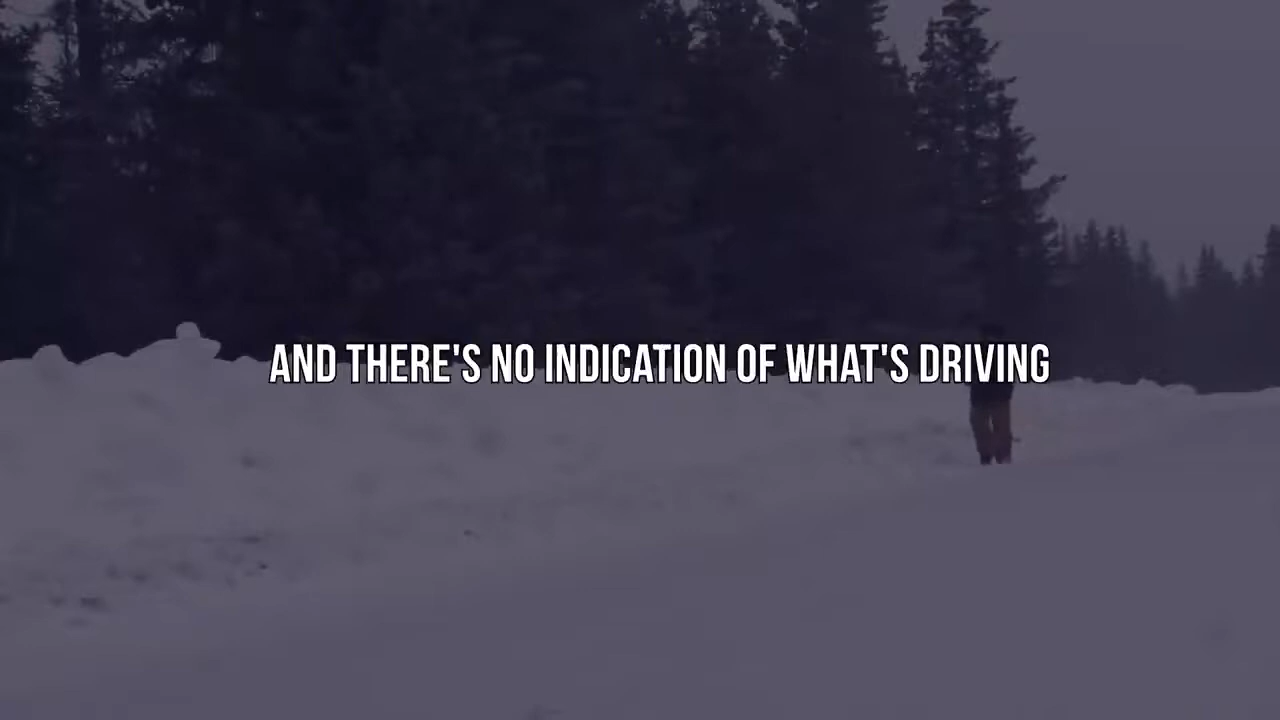 AND THERE'S NO INDICATION OF WHAT'S DRIVING